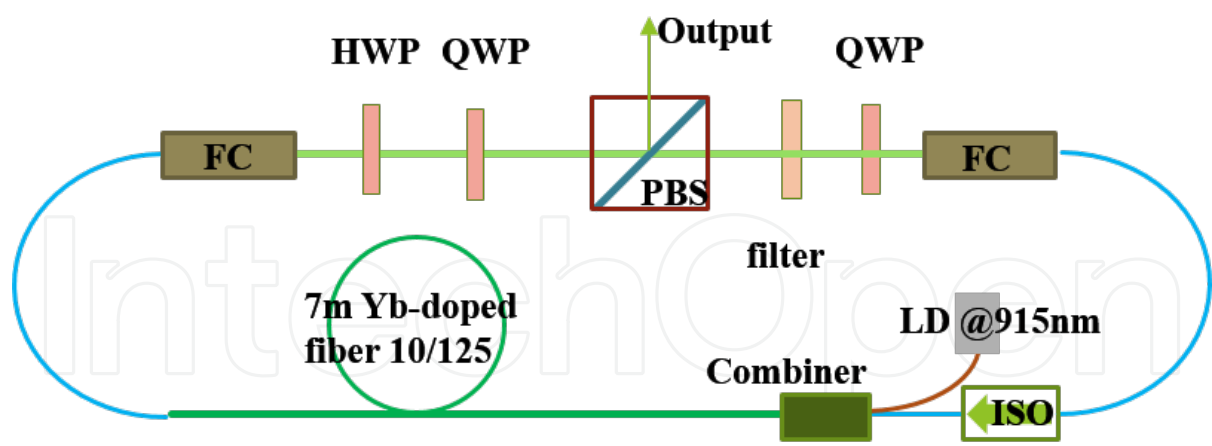 Output
HWP
QWP
QWP
FC
FC
PBS
filter
7m Yb-doped
fiber 10/125
LD @915nm
Combiner
ISO
IntechOpen